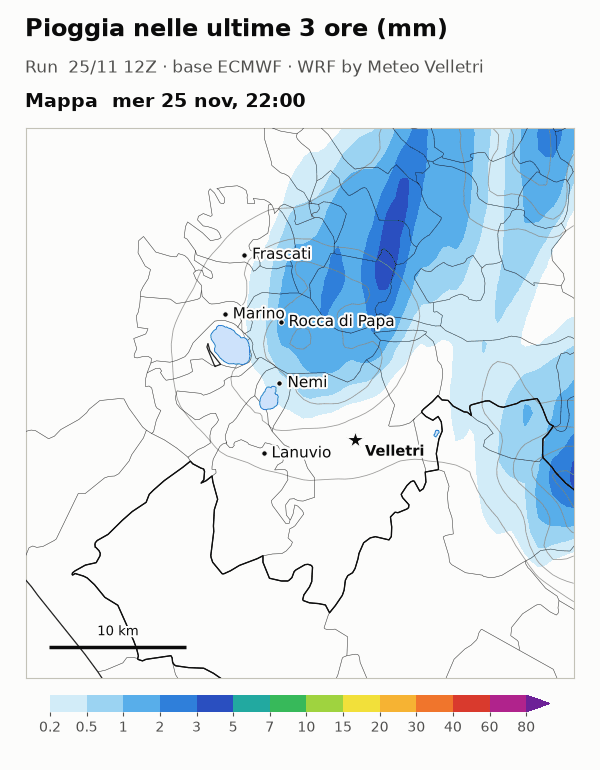 Pioggia nelle ultime 3 ore (mm)
Run  25/11 12Z · base ECMWF · WRF by Meteo Velletri
Mappa  mer 25 nov, 22:00
Frascati
Marino
Rocca di Papa
Nemi
Velletri
Lanuvio
10 km
0.2 0.5 1 2 3 5 7 10 15 20 30 40 60 80